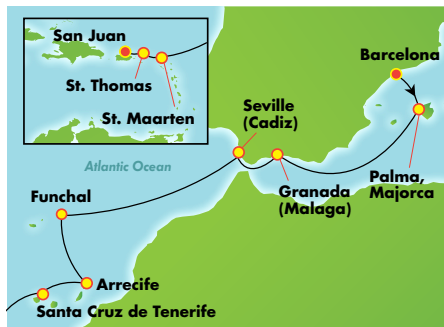 San Juan
St. Thomas
St. Maarten
Barcelona
Seville
(Cadiz)
Atlantic Ocean
Granada
(Malaga)
Palma,
Majorca
Funchal
Arrecife
Santa Cruz de Tenerife